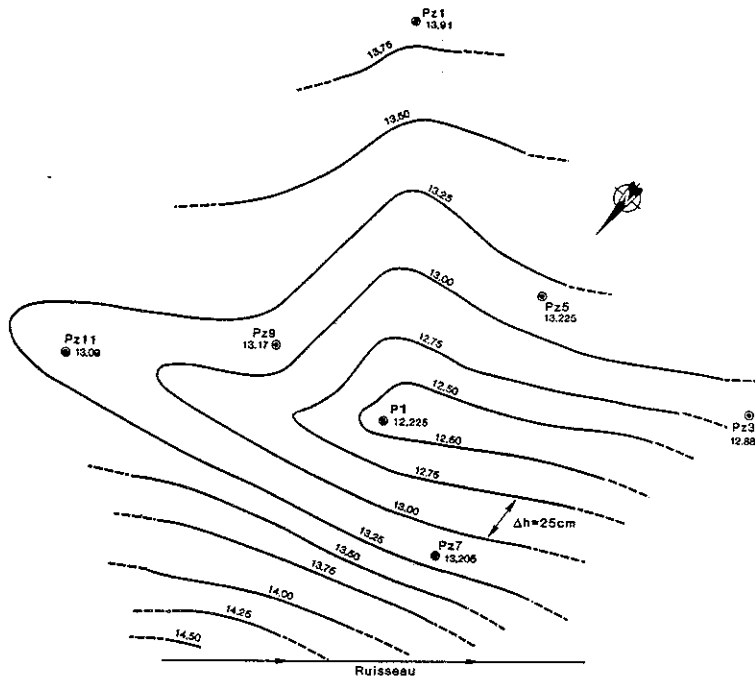 Pz1
13,91
13,75
13,50
13,25
13,00
Pz5
13,225
Pz9
13,17
Pz11
13,09
12,75
12,50
P1
12,225
Pz3
12,88
12,50
12,75
13,00
Δh=25cm
13,25
Pz7
13,205
13,50
13,75
14,00
14,25
14,50
Ruisseau